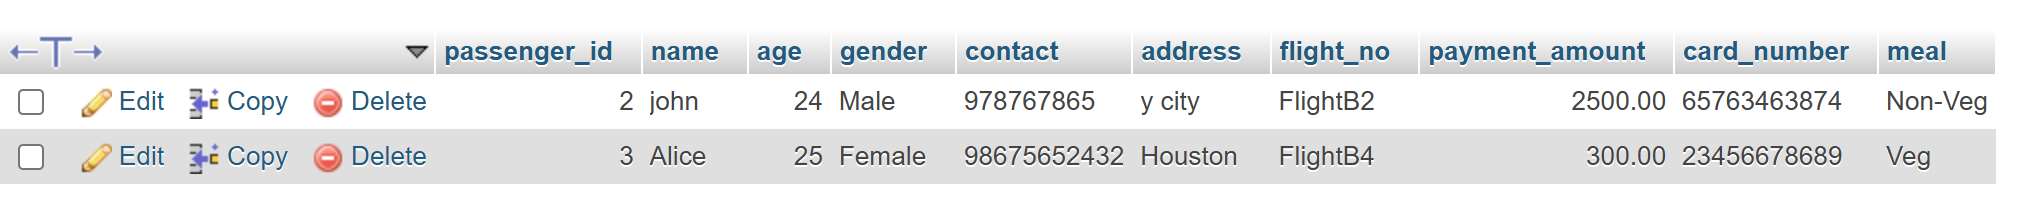 passenger_id name age gender contact address flight_no payment_amount card_number meal
Edit Copy Delete 2 john 24 Male 978767865 y city FlightB2 2500.00 65763463874 Non-Veg
Edit Copy Delete 3 Alice 25 Female 98675652432 Houston FlightB4 300.00 23456678689 Veg